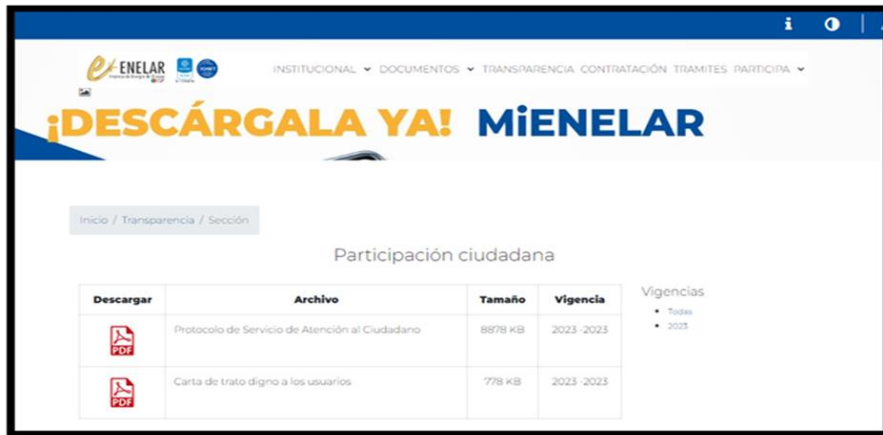 ENELAR
INSTITUCIONAL DOCUMENTOS TRANSPARENCIA CONTRATACIÓN TRAMITES PARTICIPA
¡DESCÁRGALA YA! MiENELAR
Inicio / Transparencia / Sección
Participación ciudadana
Descargar Archivo Tamaño Vigencia
PDF Protocolo de Servicio de Atención al Ciudadano 8878 KB 2023 -2023
PDF Carta de trato digno a los usuarios 778 KB 2023 -2023
Vigencias
Todas
2023